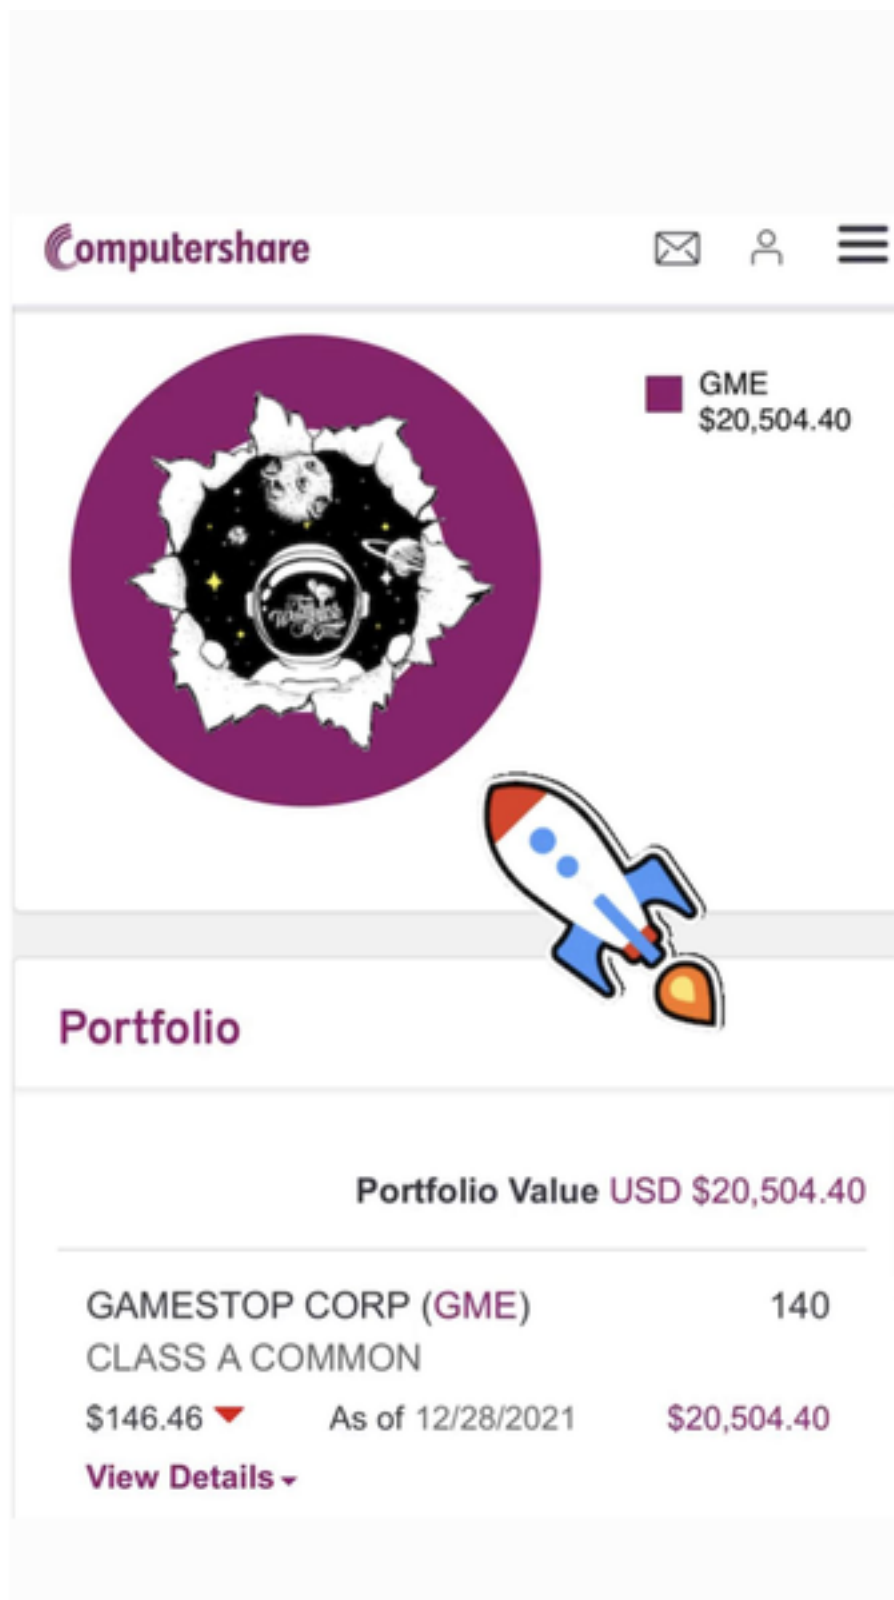 Computershare
GME
$20,504.40
Portfolio
Portfolio Value USD $20,504.40
GAMESTOP CORP (GME) 140
CLASS A COMMON
$146.46 As of 12/28/2021 $20,504.40
View Details